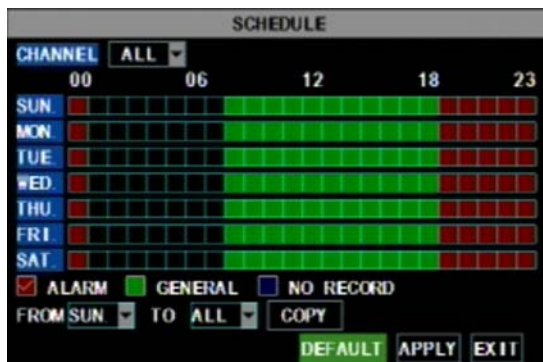 SCHEDULE
CHANNEL ALL
00 06 12 18 23
SUN.
MON.
TUE.
WED.
THU.
FRI.
SAT.
ALARM GENERAL NO RECORD
FROM SUN. TO ALL COPY
DEFAULT APPLY EXIT